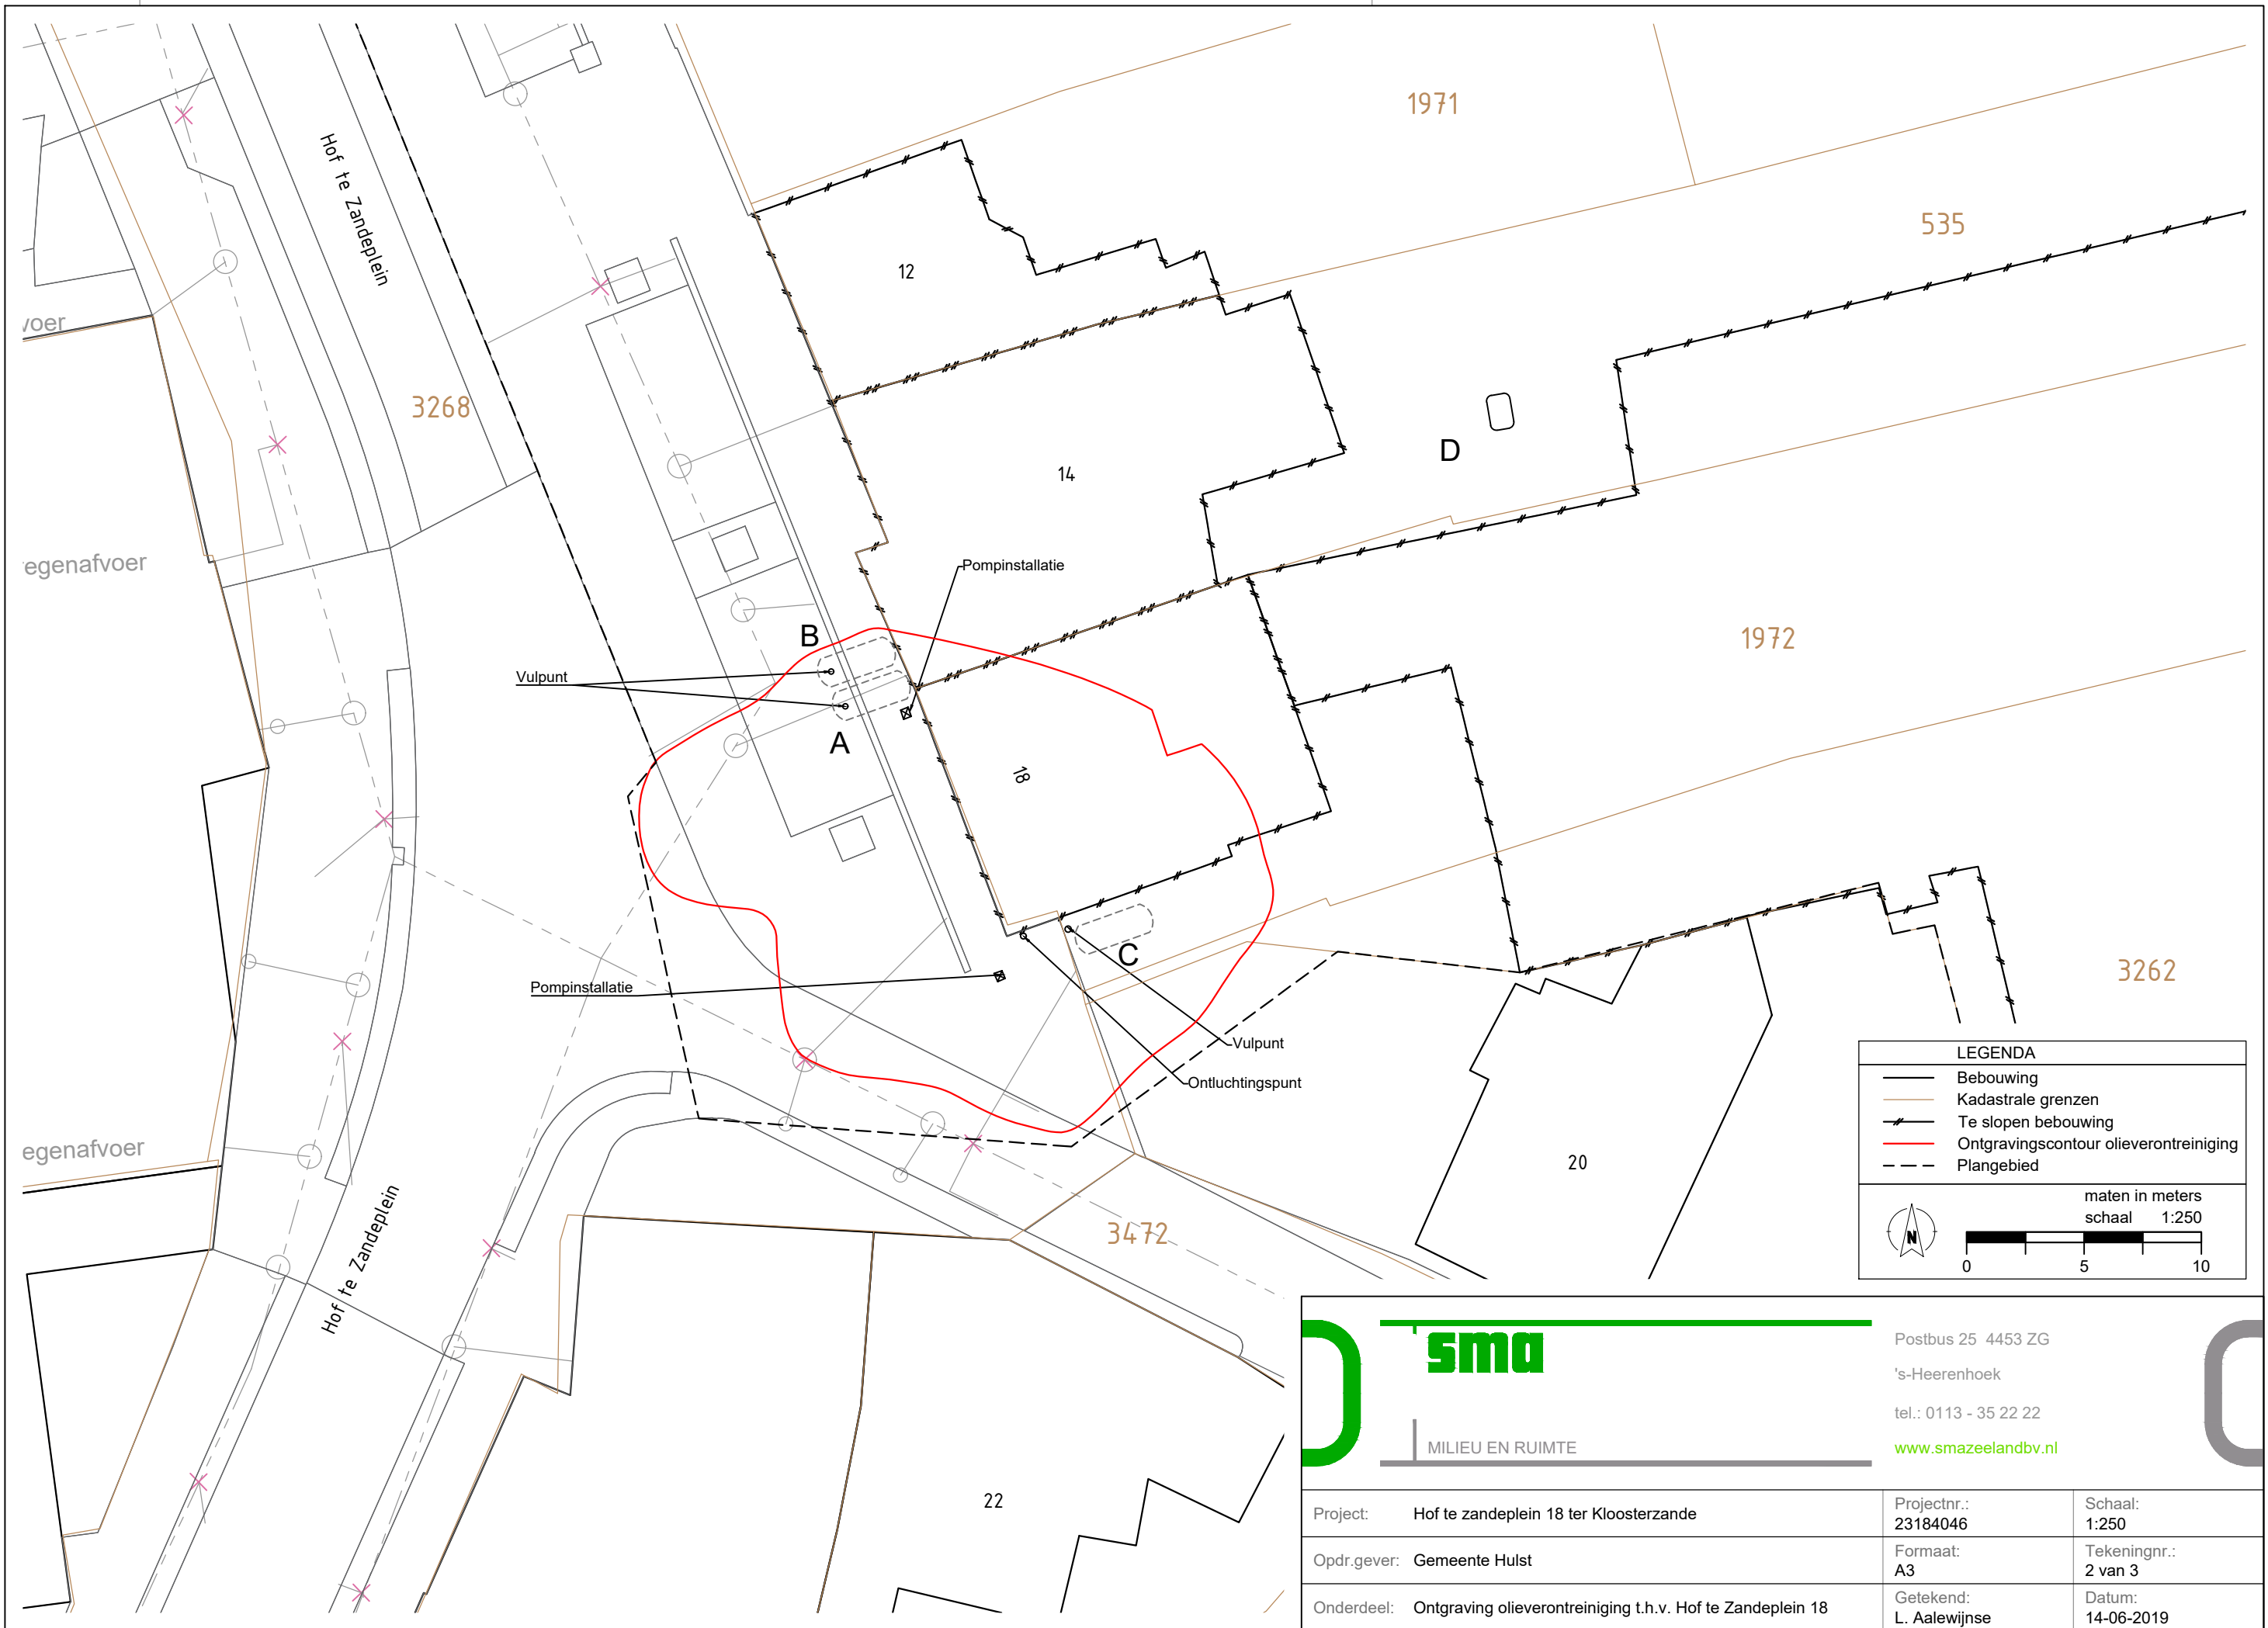 1971
Hof te Zandeplein
535
12
voer
3268
D
14
egenafvoer
Pompinstallatie
B
1972
Vulpunt
A
18
C
3262
Pompinstallatie
Vulpunt
Ontluchtingspunt
egenafvoer
20
Hof te Zandeplein
3472
22
LEGENDA
Bebouwing
Kadastrale grenzen
Te slopen bebouwing
Ontgravingscontour olieverontreiniging
Plangebied
maten in meters
schaal 1:250
N
0 5 10
sma
MILIEU EN RUIMTE
Postbus 25 4453 ZG
's-Heerenhoek
tel.: 0113 - 35 22 22
www.smazeelandbv.nl
Project: Hof te zandeplein 18 ter Kloosterzande
Projectnr.:
23184046
Schaal:
1:250
Opdr.gever: Gemeente Hulst
Formaat:
A3
Tekeningnr.:
2 van 3
Onderdeel: Ontgraving olieverontreiniging t.h.v. Hof te Zandeplein 18
Getekend:
L. Aalewijnse
Datum:
14-06-2019